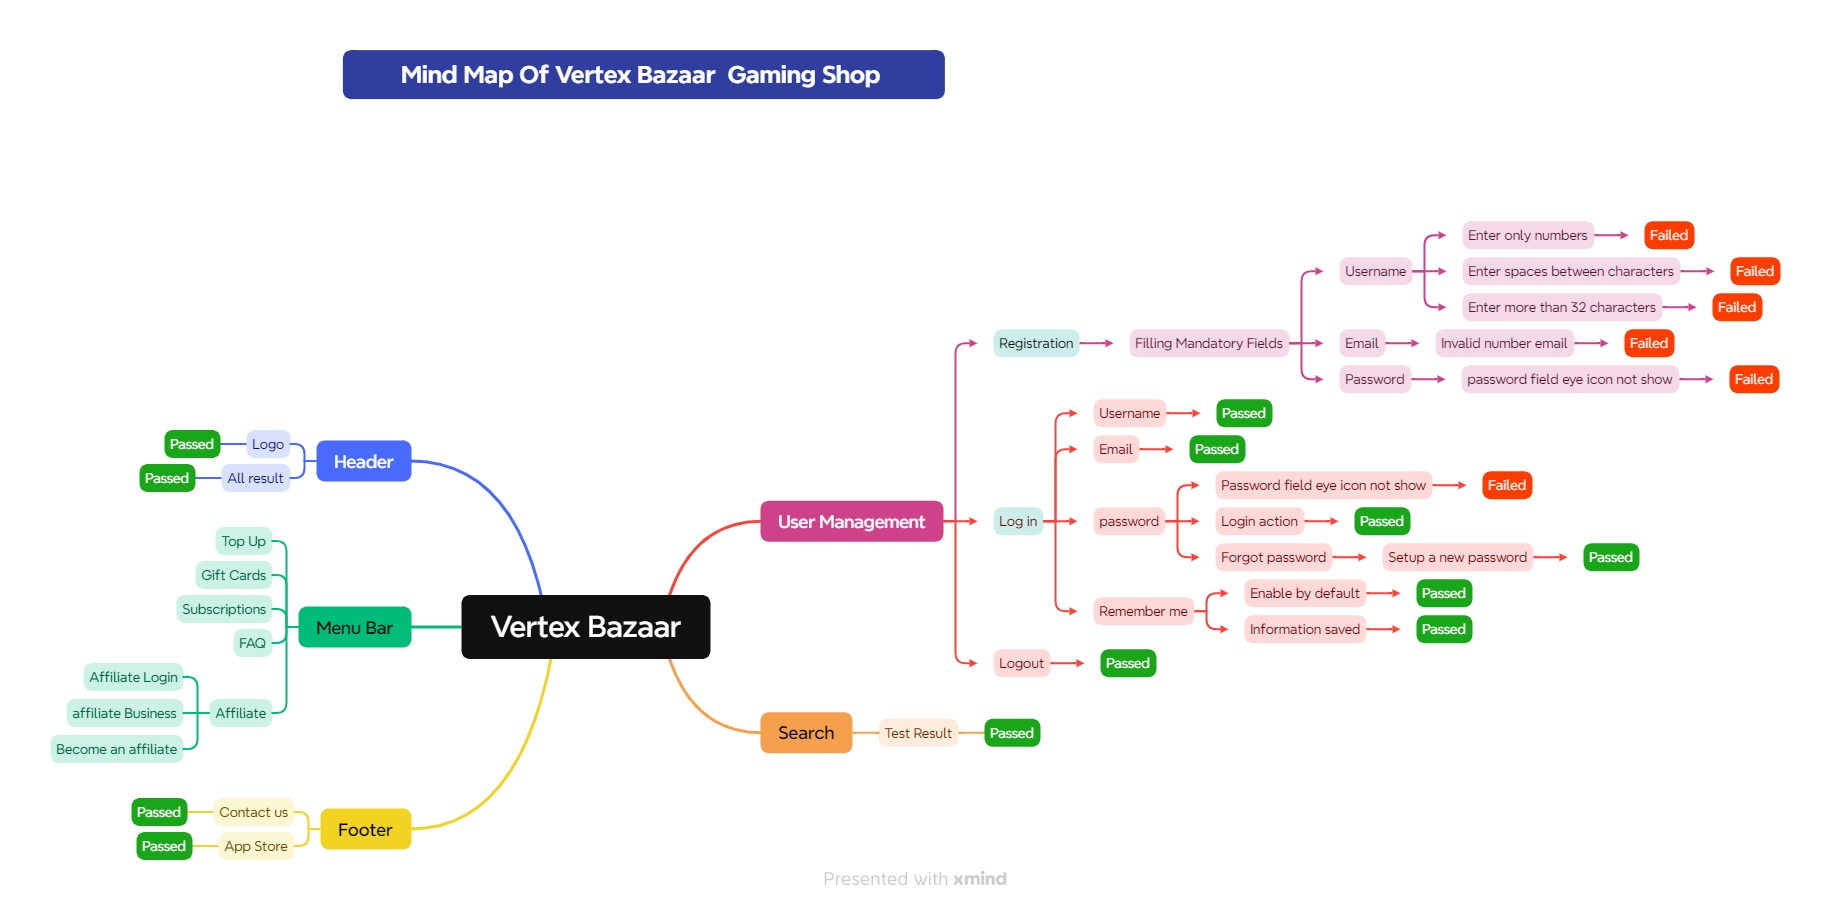 Mind Map Of Vertex Bazaar Gaming Shop
Vertex Bazaar
User Management
Registration
Filling Mandatory Fields
Username
Enter only numbers
Failed
Enter spaces between characters
Failed
Enter more than 32 characters
Failed
Email
Invalid number email
Failed
Password
password field eye icon not show
Failed
Log in
Username
Passed
Email
Passed
password
Password field eye icon not show
Failed
Login action
Passed
Forgot password
Setup a new password
Passed
Remember me
Enable by default
Passed
Information saved
Passed
Logout
Passed
Search
Test Result
Passed
Header
Logo
Passed
All result
Passed
Menu Bar
Top Up
Gift Cards
Subscriptions
FAQ
Affiliate
Affiliate Login
affiliate Business
Become an affiliate
Footer
Contact us
Passed
App Store
Passed
Presented with xmind